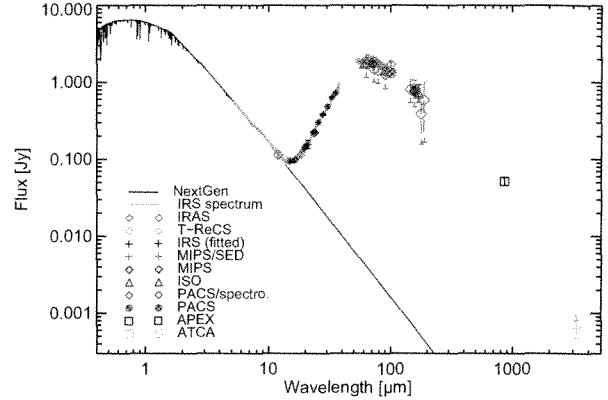 10.000
1.000
0.100
0.010
0.001
Flux [Jy]
NextGen
IRS spectrum
IRAS
T-ReCS
IRS (fitted)
MIPS/SED
MIPS
ISO
PACS/spectro.
PACS
APEX
ATCA
1 10 100 1000
Wavelength [µm]